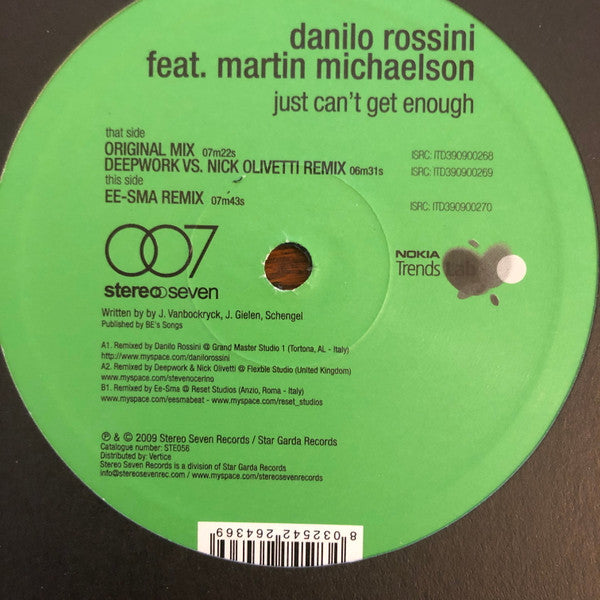 danilo rossini
feat. martin michaelson
just can't get enough
that side
ORIGINAL MIX 07m22s ISRC: ITD390900268
DEEPWORK VS. NICK OLIVETTI REMIX 06m31s ISRC: ITD390900269
this side
EE-SMA REMIX 07m43s ISRC: ITD390900270
007
stereoseven
NOKIA
Trends Lab
Written by by J. Vanbockryck, J. Gielen, Schengel
Published by BE's Songs
A1. Remixed by Danilo Rossini @ Grand Master Studio 1 (Tortona, AL - Italy)
http://www.myspace.com/danilorossini
A2. Remixed by Deepwork & Nick Olivetti @ Flexble Studio (United Kingdom)
www.myspace.com/stevenocerino
B1. Remixed by Ee-Sma @ Reset Studios (Anzio, Roma - Italy)
www.myspace.com/eesmabeat - www.myspace.com/reset_studios
℗ & © 2009 Stereo Seven Records / Star Garda Records
Catalogue number: STE056
Distributed by: Vertice
Stereo Seven Records is a division of Star Garda Records
info@stereosevenrec.com / www.myspace.com/stereosevenrecords
8 032542 264369